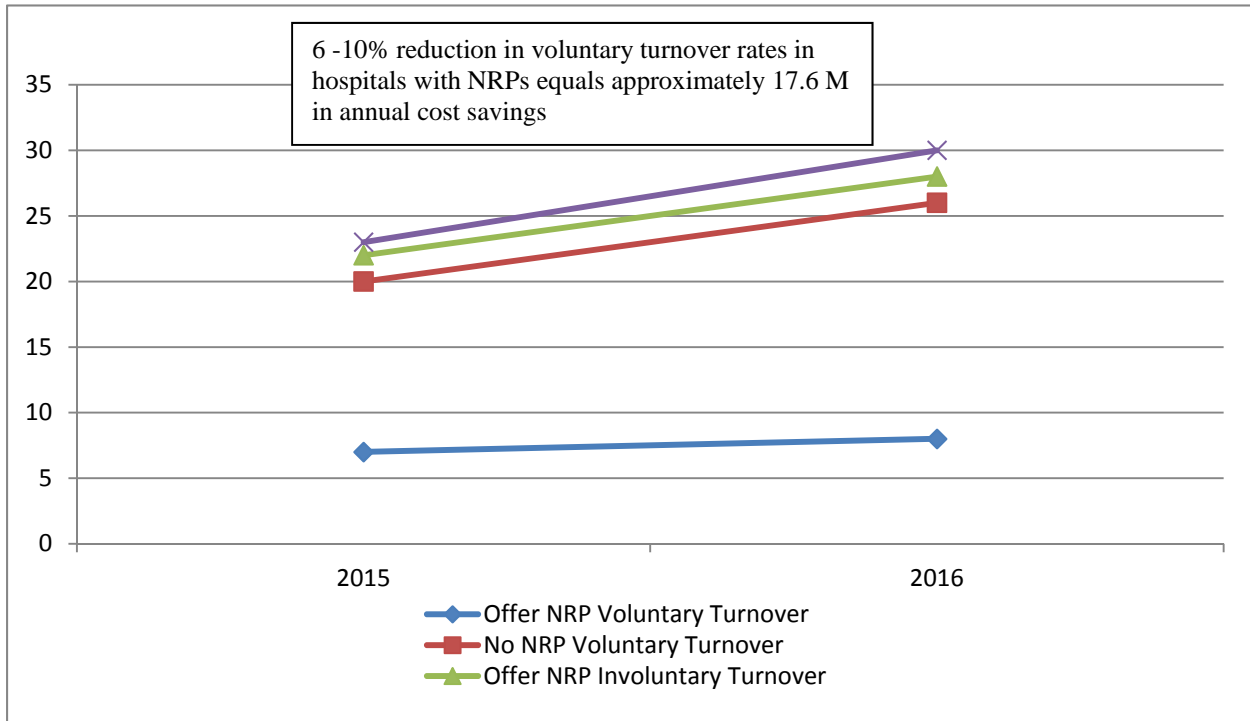 6 -10% reduction in voluntary turnover rates in
hospitals with NRPs equals approximately 17.6 M
in annual cost savings
35
30
25
20
15
10
5
0
2015 2016
Offer NRP Voluntary Turnover
No NRP Voluntary Turnover
Offer NRP Involuntary Turnover